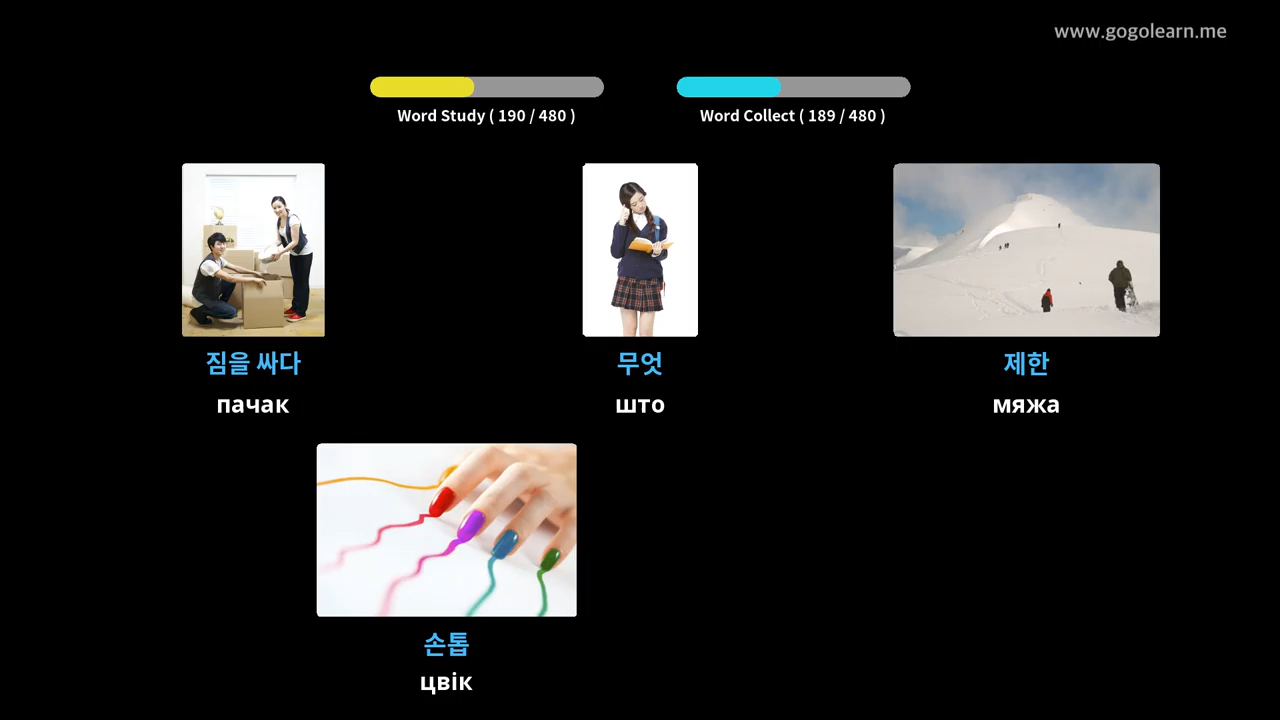 www.gogolearn.me
Word Study ( 190 / 480 )
Word Collect ( 189 / 480 )
짐을 싸다
пачак
무엇
што
제한
мяжа
손톱
цвік